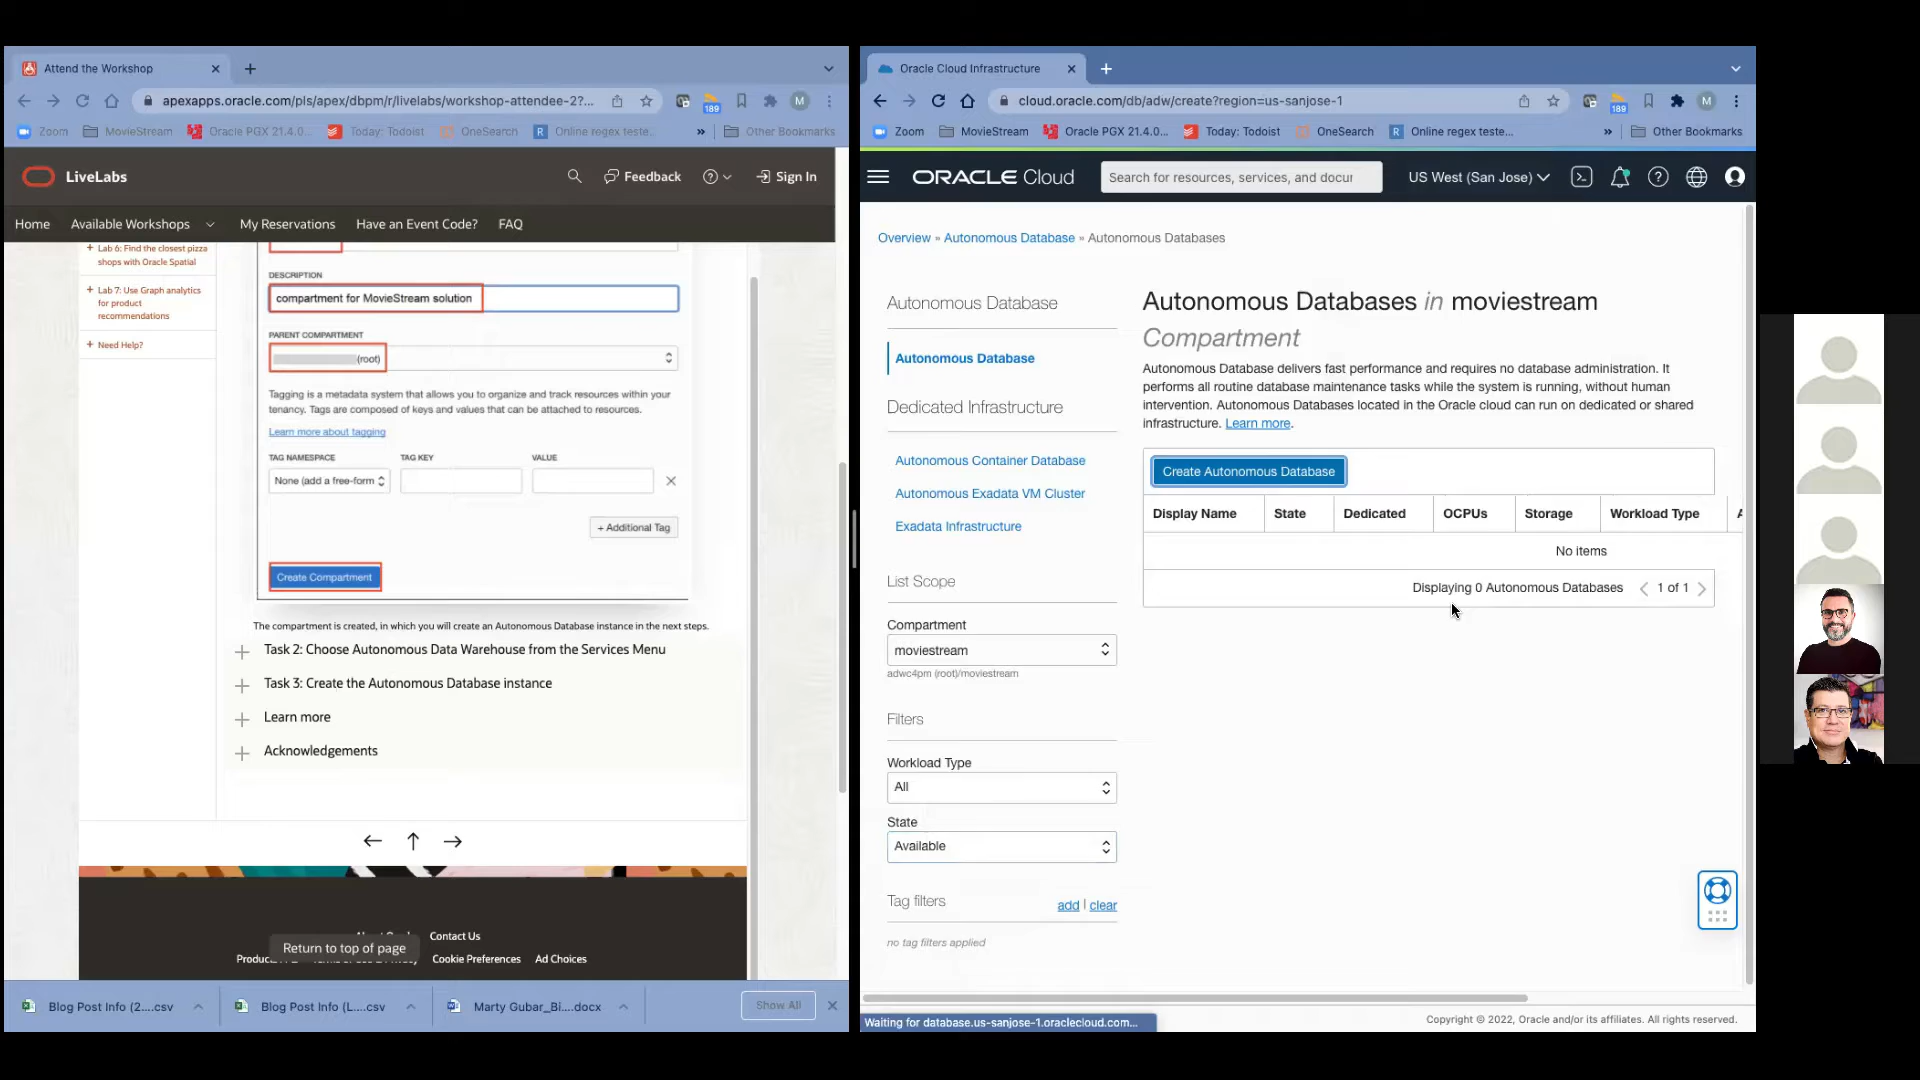 Attend the Workshop
apexapps.oracle.com/pls/apex/dbpm/r/livelabs/workshop-attendee-2?...
189
M
Zoom
MovieStream
Oracle PGX 21.4.0...
Today: Todoist
OneSearch
Online regex teste...
»
Other Bookmarks
LiveLabs
Feedback
Sign In
Home
Available Workshops
My Reservations
Have an Event Code?
FAQ
+ Lab 6: Find the closest pizza
shops with Oracle Spatial
+ Lab 7: Use Graph analytics
for product
recommendations
+ Need Help?
DESCRIPTION
compartment for MovieStream solution
PARENT COMPARTMENT
(root)
Tagging is a metadata system that allows you to organize and track resources within your
tenancy. Tags are composed of keys and values that can be attached to resources.
Learn more about tagging
TAG NAMESPACE
TAG KEY
VALUE
None (add a free-form
+ Additional Tag
Create Compartment
The compartment is created, in which you will create an Autonomous Database instance in the next steps.
Task 2: Choose Autonomous Data Warehouse from the Services Menu
Task 3: Create the Autonomous Database instance
Learn more
Acknowledgements
Contact Us
Return to top of page
Cookie Preferences
Ad Choices
Blog Post Info (2....csv
Blog Post Info (L....csv
Marty Gubar_Bi....docx
Show All
Oracle Cloud Infrastructure
cloud.oracle.com/db/adw/create?region=us-sanjose-1
189
M
Zoom
MovieStream
Oracle PGX 21.4.0...
Today: Todoist
OneSearch
Online regex teste...
»
Other Bookmarks
ORACLE Cloud
Search for resources, services, and docur
US West (San Jose)
Overview » Autonomous Database » Autonomous Databases
Autonomous Database
Autonomous Database
Dedicated Infrastructure
Autonomous Container Database
Autonomous Exadata VM Cluster
Exadata Infrastructure
List Scope
Compartment
moviestream
adwc4pm (root)/moviestream
Filters
Workload Type
All
State
Available
Tag filters
add | clear
no tag filters applied
Autonomous Databases in moviestream
Compartment
Autonomous Database delivers fast performance and requires no database administration. It
performs all routine database maintenance tasks while the system is running, without human
intervention. Autonomous Databases located in the Oracle cloud can run on dedicated or shared
infrastructure. Learn more.
Create Autonomous Database
Display Name
State
Dedicated
OCPUs
Storage
Workload Type
No items
Displaying 0 Autonomous Databases
1 of 1
Waiting for database.us-sanjose-1.oraclecloud.com...
Copyright © 2022, Oracle and/or its affiliates. All rights reserved.